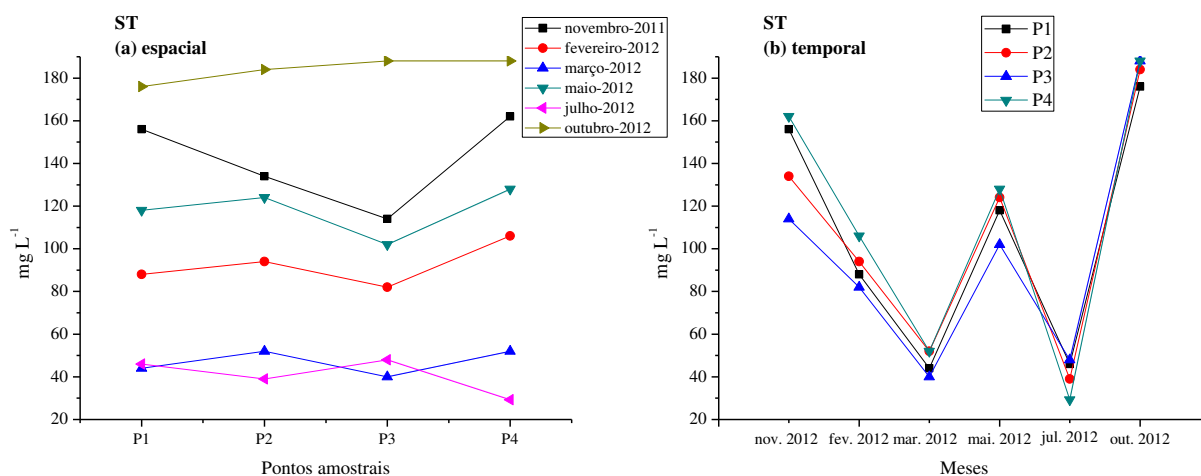 ST
(a) espacial
novembro-2011
fevereiro-2012
março-2012
maio-2012
julho-2012
outubro-2012
180
160
140
120
100
80
60
40
20
mg L-1
P1 P2 P3 P4
Pontos amostrais
ST
(b) temporal
P1
P2
P3
P4
180
160
140
120
100
80
60
40
20
mg L-1
nov. 2012 fev. 2012 mar. 2012 mai. 2012 jul. 2012 out. 2012
Meses